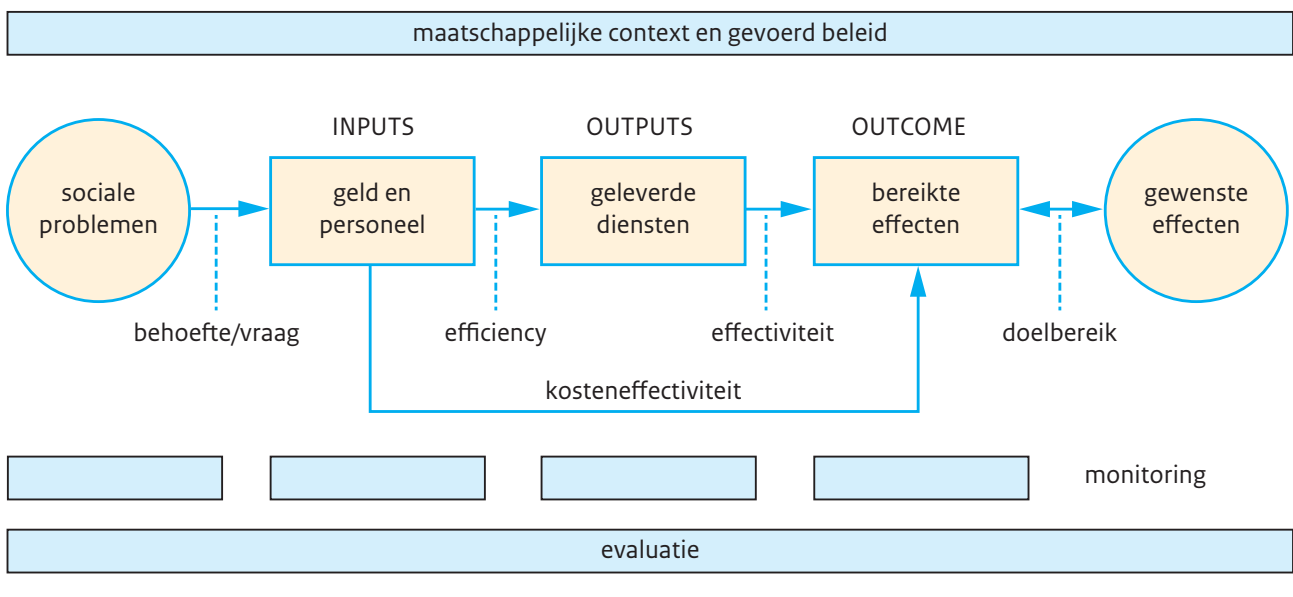 maatschappelijke context en gevoerd beleid
INPUTS
OUTPUTS
OUTCOME
sociale
problemen
geld en
personeel
geleverde
diensten
bereikte
effecten
gewenste
effecten
behoefte/vraag
efficiency
effectiviteit
doelbereik
kosteneffectiviteit
monitoring
evaluatie